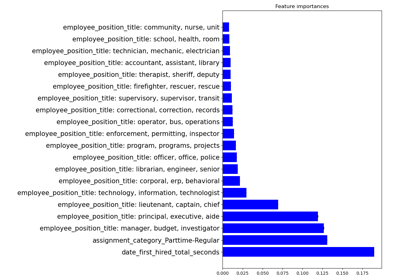 Feature importances
employee_position_title: community, nurse, unit
employee_position_title: school, health, room
employee_position_title: technician, mechanic, electrician
employee_position_title: accountant, assistant, library
employee_position_title: therapist, sheriff, deputy
employee_position_title: firefighter, rescuer, rescue
employee_position_title: supervisory, supervisor, transit
employee_position_title: correctional, correction, records
employee_position_title: operator, bus, operations
employee_position_title: enforcement, permitting, inspector
employee_position_title: program, programs, projects
employee_position_title: officer, office, police
employee_position_title: librarian, engineer, senior
employee_position_title: corporal, erp, behavioral
employee_position_title: technology, information, technologist
employee_position_title: lieutenant, captain, chief
employee_position_title: principal, executive, aide
employee_position_title: manager, budget, investigator
assignment_category_Parttime-Regular
date_first_hired_total_seconds
0.000 0.025 0.050 0.075 0.100 0.125 0.150 0.175